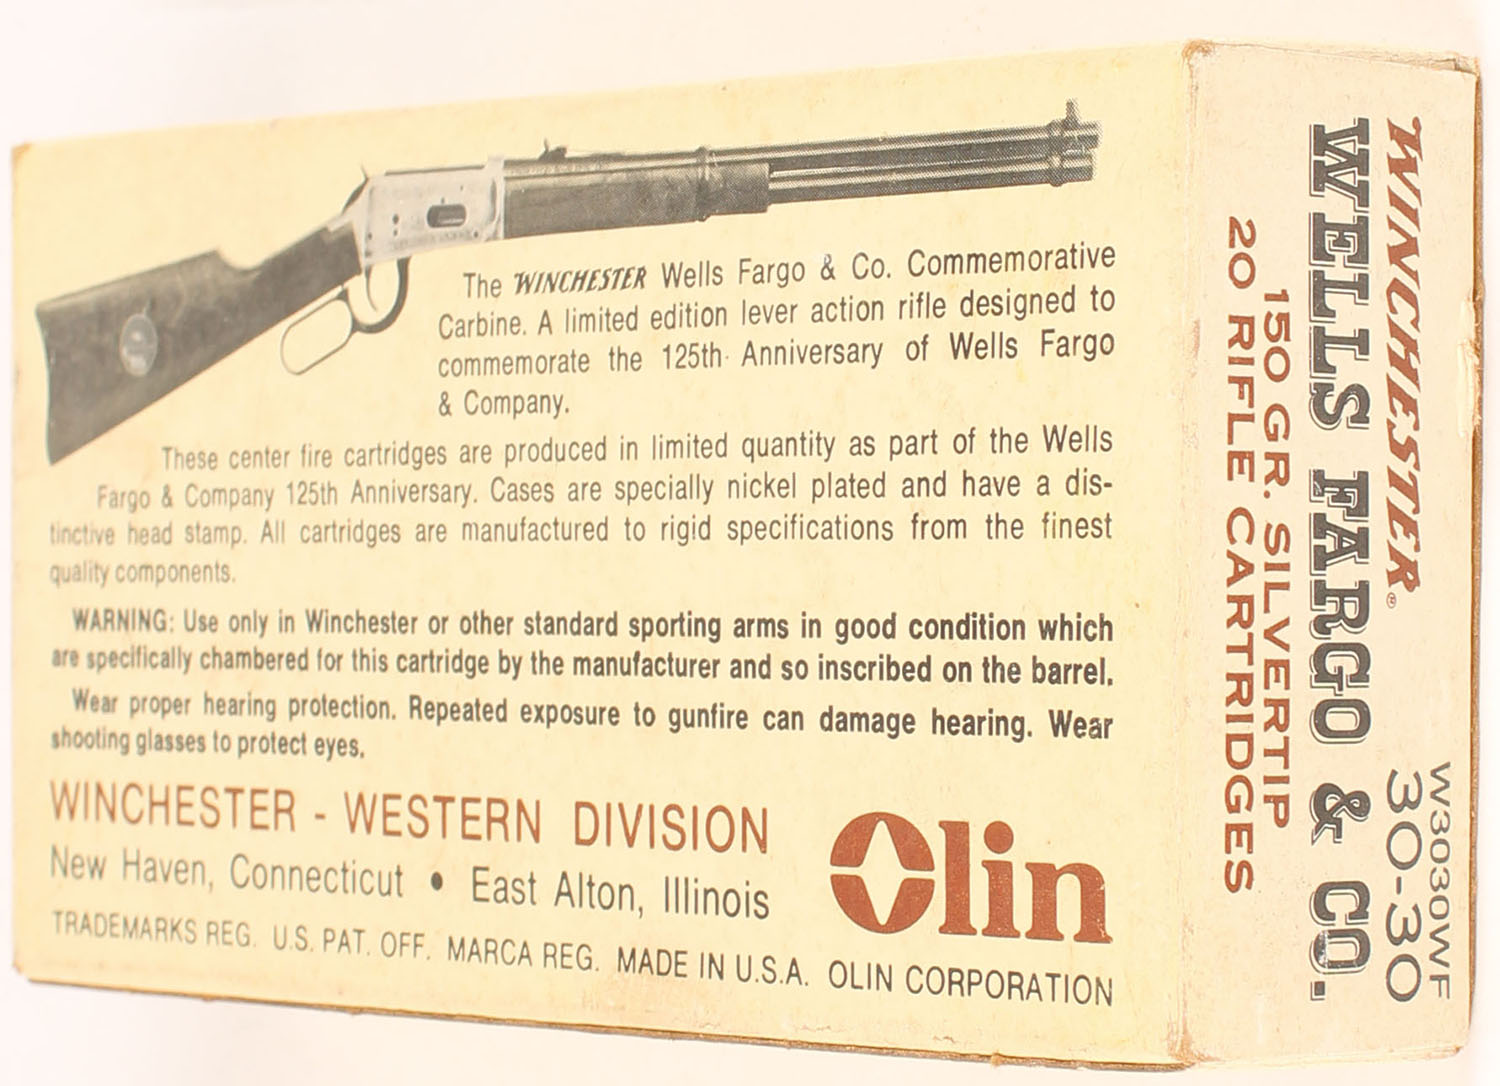 The WINCHESTER Wells Fargo & Co. Commemorative
Carbine. A limited edition lever action rifle designed to
commemorate the 125th Anniversary of Wells Fargo
& Company.
These center fire cartridges are produced in limited quantity as part of the Wells
Fargo & Company 125th Anniversary. Cases are specially nickel plated and have a dis-
tinctive head stamp. All cartridges are manufactured to rigid specifications from the finest
quality components.
WARNING: Use only in Winchester or other standard sporting arms in good condition which
are specifically chambered for this cartridge by the manufacturer and so inscribed on the barrel.
Wear proper hearing protection. Repeated exposure to gunfire can damage hearing. Wear
shooting glasses to protect eyes.
WINCHESTER - WESTERN DIVISION
New Haven, Connecticut • East Alton, Illinois
Olin
TRADEMARKS REG. U.S. PAT. OFF. MARCA REG. MADE IN U.S.A. OLIN CORPORATION
W3030WF
WINCHESTER® 30-30
WELLS FARGO & CO.
150 GR. SILVERTIP
20 RIFLE CARTRIDGES